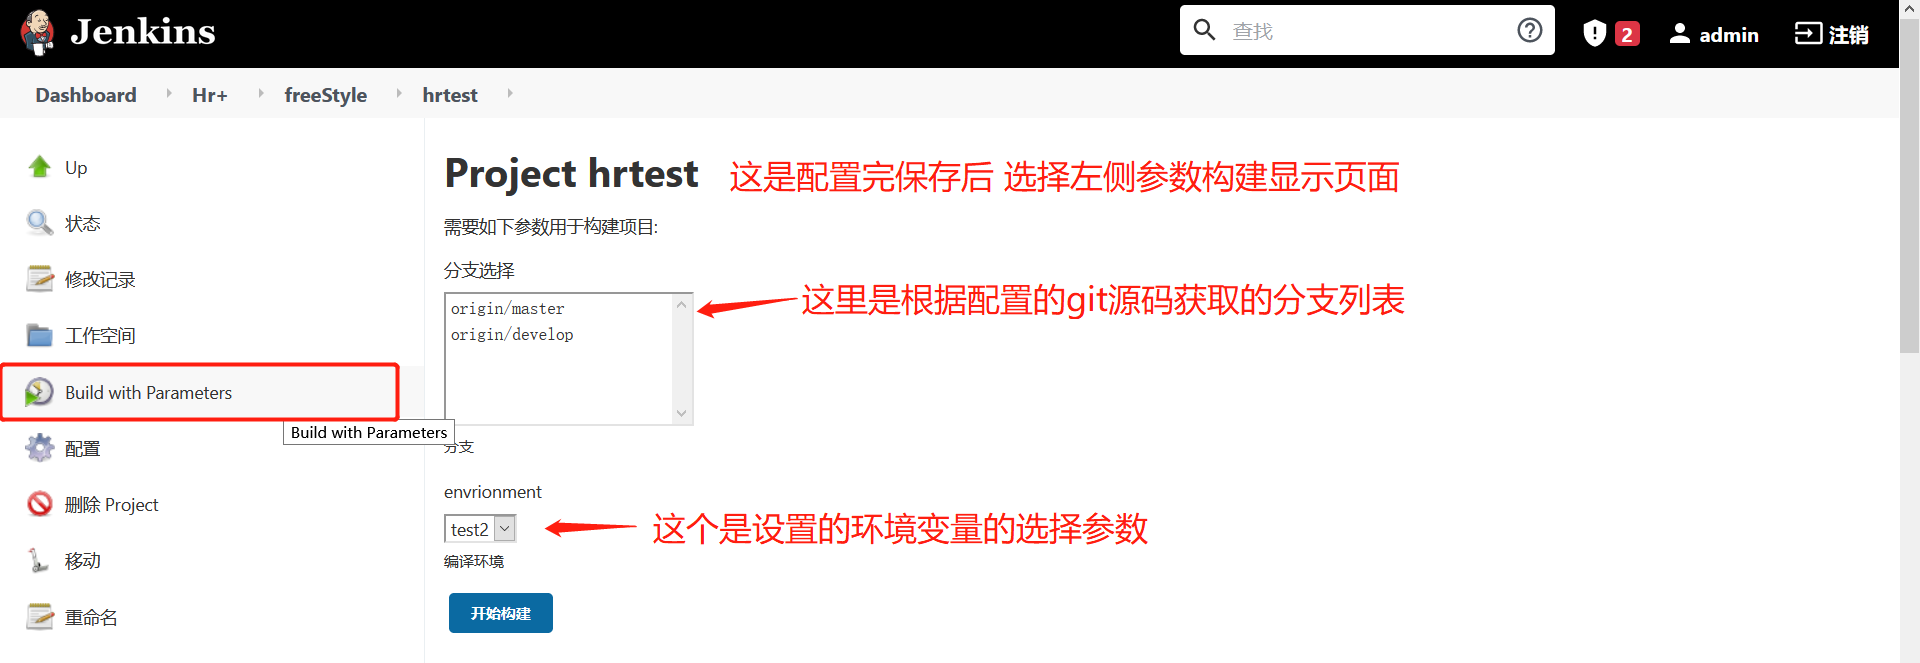 Jenkins
查找
2
admin
注销
Dashboard
Hr+
freeStyle
hrtest
Up
状态
修改记录
工作空间
Build with Parameters
Build with Parameters
配置
删除 Project
移动
重命名
Project hrtest
这是配置完保存后 选择左侧参数构建显示页面
需要如下参数用于构建项目:
分支选择
origin/master
origin/develop
这里是根据配置的git源码获取的分支列表
分支
envrionment
test2
这个是设置的环境变量的选择参数
编译环境
开始构建